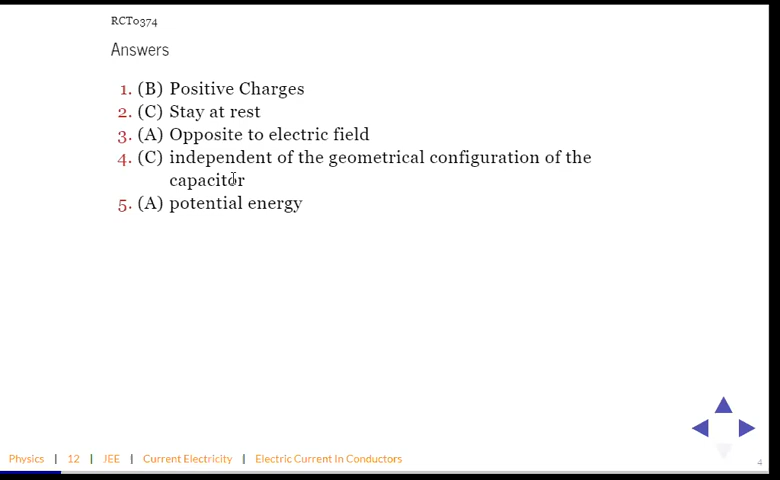 RCT0374
Answers
1. (B) Positive Charges
2. (C) Stay at rest
3. (A) Opposite to electric field
4. (C) independent of the geometrical configuration of the
capacitor
5. (A) potential energy
Physics | 12 | JEE | Current Electricity | Electric Current In Conductors
4